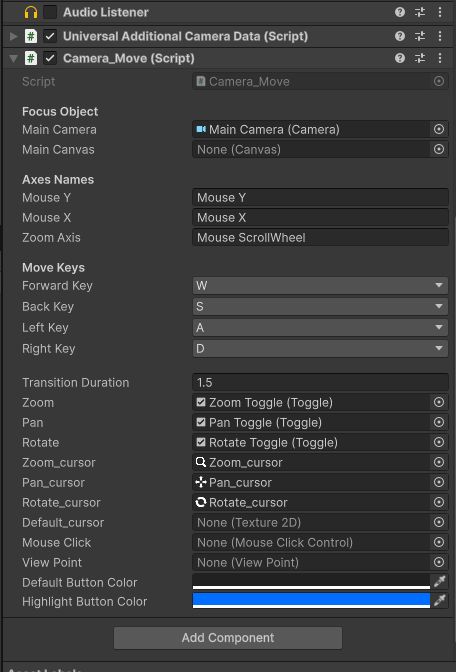 Audio Listener
Universal Additional Camera Data (Script)
Camera_Move (Script)
Script Camera_Move
Focus Object
Main Camera Main Camera (Camera)
Main Canvas None (Canvas)
Axes Names
Mouse Y Mouse Y
Mouse X Mouse X
Zoom Axis Mouse ScrollWheel
Move Keys
Forward Key W
Back Key S
Left Key A
Right Key D
Transition Duration 1.5
Zoom Zoom Toggle (Toggle)
Pan Pan Toggle (Toggle)
Rotate Rotate Toggle (Toggle)
Zoom_cursor Zoom_cursor
Pan_cursor Pan_cursor
Rotate_cursor Rotate_cursor
Default_cursor None (Texture 2D)
Mouse Click None (Mouse Click Control)
View Point None (View Point)
Default Button Color
Highlight Button Color
Add Component
Asset Labels